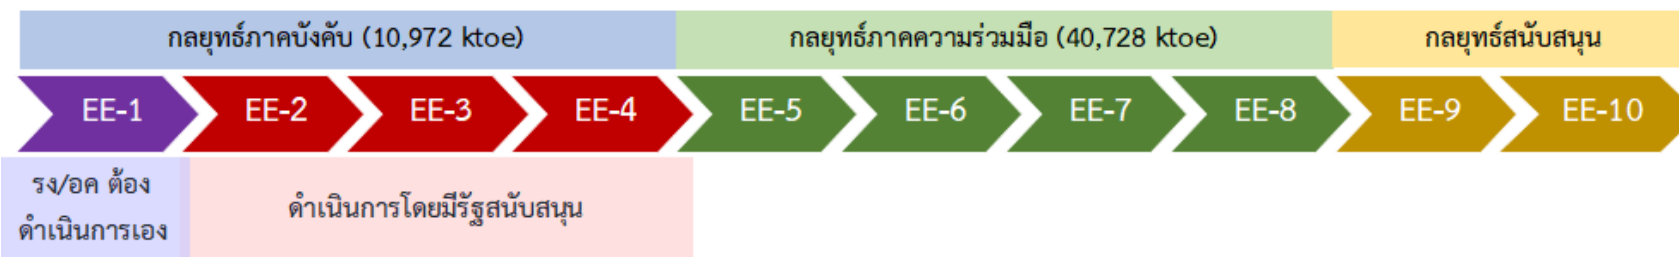 กลยุทธ์ภาคบังคับ (10,972 ktoe) กลยุทธ์ภาคความร่วมมือ (40,728 ktoe) กลยุทธ์สนับสนุน
EE-1 EE-2 EE-3 EE-4 EE-5 EE-6 EE-7 EE-8 EE-9 EE-10
รง/อค ต้อง
ดำเนินการเอง
ดำเนินการโดยมีรัฐสนับสนุน